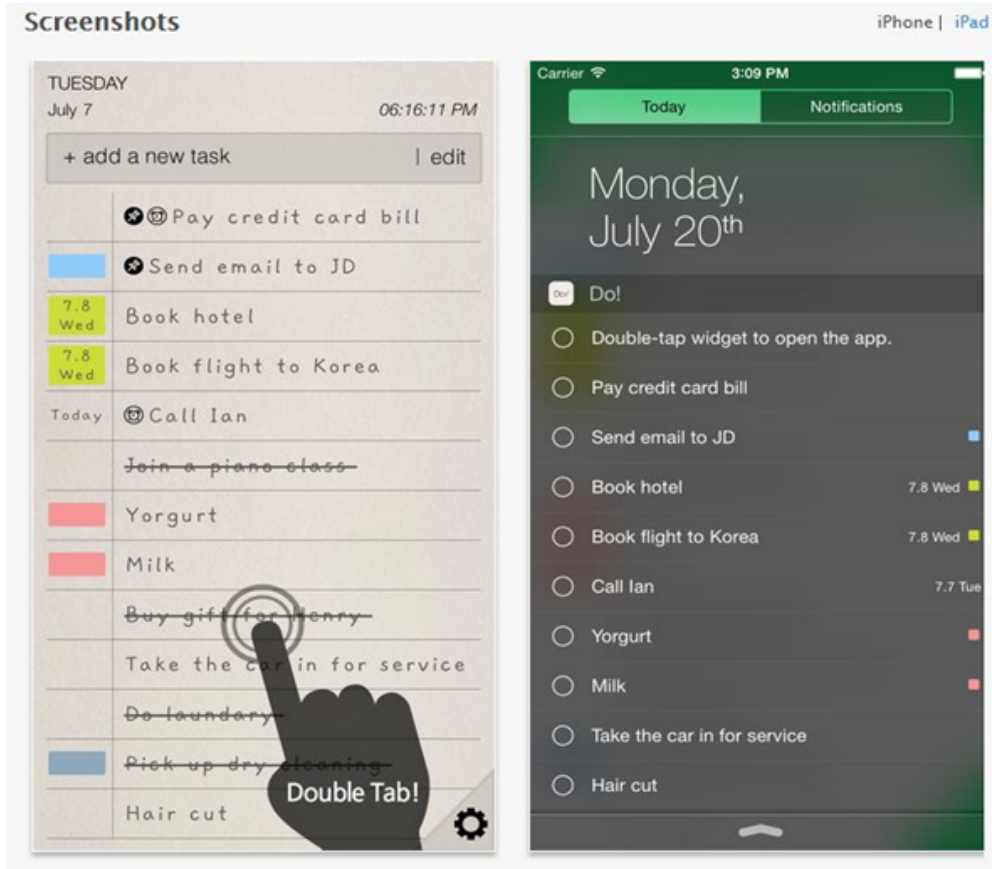 Screenshots
iPhone | iPad
TUESDAY
July 7
06:16:11 PM
+ add a new task | edit
Pay credit card bill
Send email to JD
7.8
Wed
Book hotel
7.8
Wed
Book flight to Korea
Today
Call Ian
Join a piano class
Yorgurt
Milk
Buy gift for Henry
Take the car in for service
Do laundary
Pick up dry cleaning
Hair cut
Double Tab!
Carrier
3:09 PM
Today
Notifications
Monday,
July 20th
Do!
Do!
Double-tap widget to open the app.
Pay credit card bill
Send email to JD
Book hotel
7.8 Wed
Book flight to Korea
7.8 Wed
Call Ian
7.7 Tue
Yorgurt
Milk
Take the car in for service
Hair cut